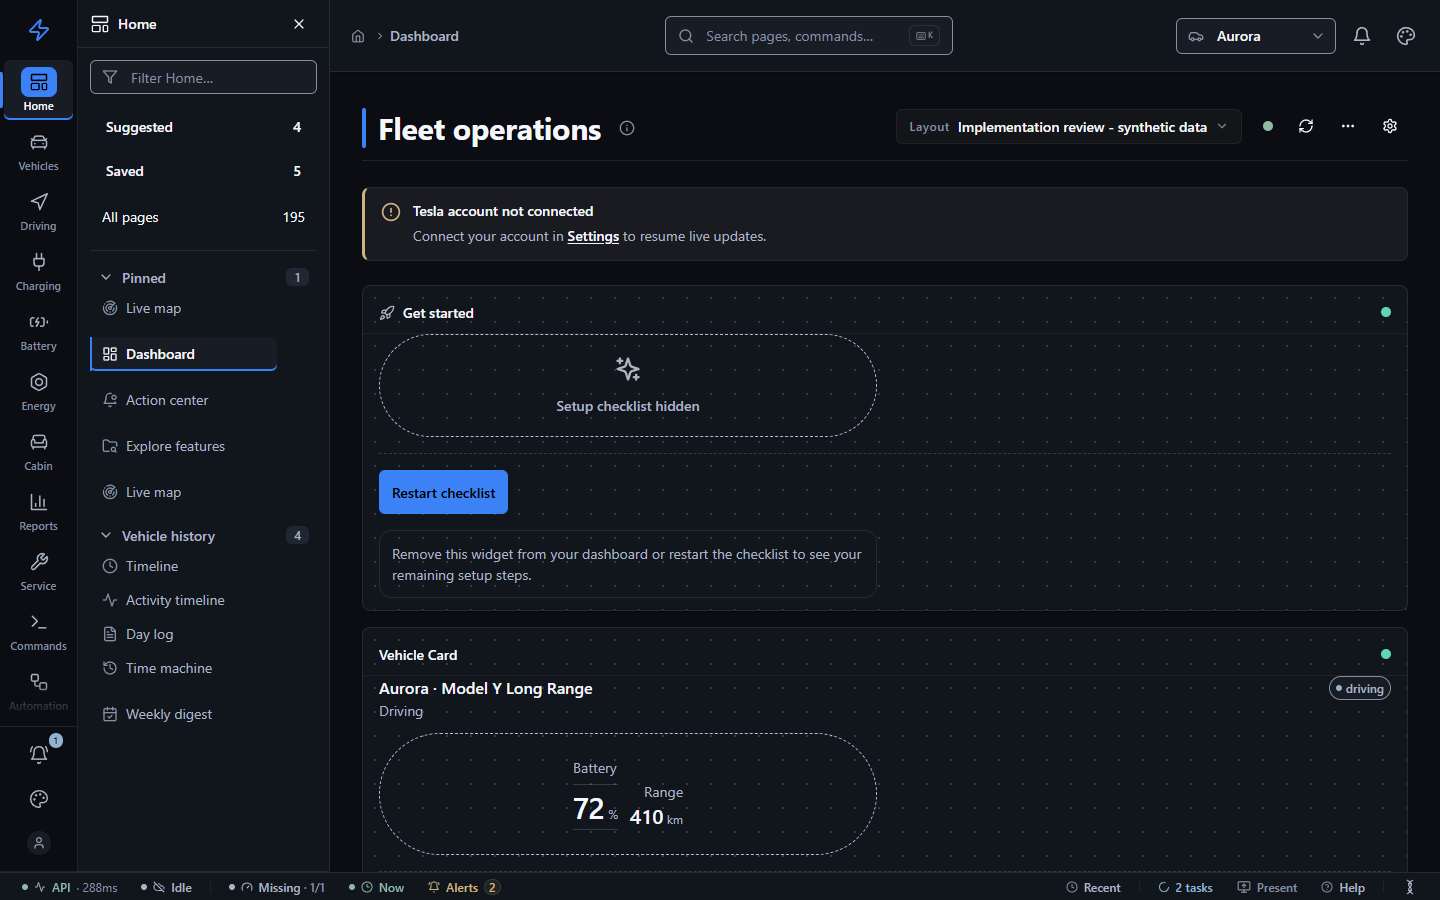 Home
Vehicles
Driving
Charging
Battery
Energy
Cabin
Reports
Service
Commands
Automation
1
Home
Filter Home...
Suggested 4
Saved 5
All pages 195
Pinned 1
Live map
Dashboard
Action center
Explore features
Live map
Vehicle history 4
Timeline
Activity timeline
Day log
Time machine
Weekly digest
Dashboard
Search pages, commands... K
Aurora
Fleet operations
Layout Implementation review - synthetic data
Tesla account not connected
Connect your account in Settings to resume live updates.
Get started
Setup checklist hidden
Restart checklist
Remove this widget from your dashboard or restart the checklist to see your
remaining setup steps.
Vehicle Card
Aurora · Model Y Long Range
driving
Driving
Battery
72 %
Range
410 km
API · 288ms
Idle
Missing · 1/1
Now
Alerts 2
Recent
2 tasks
Present
Help